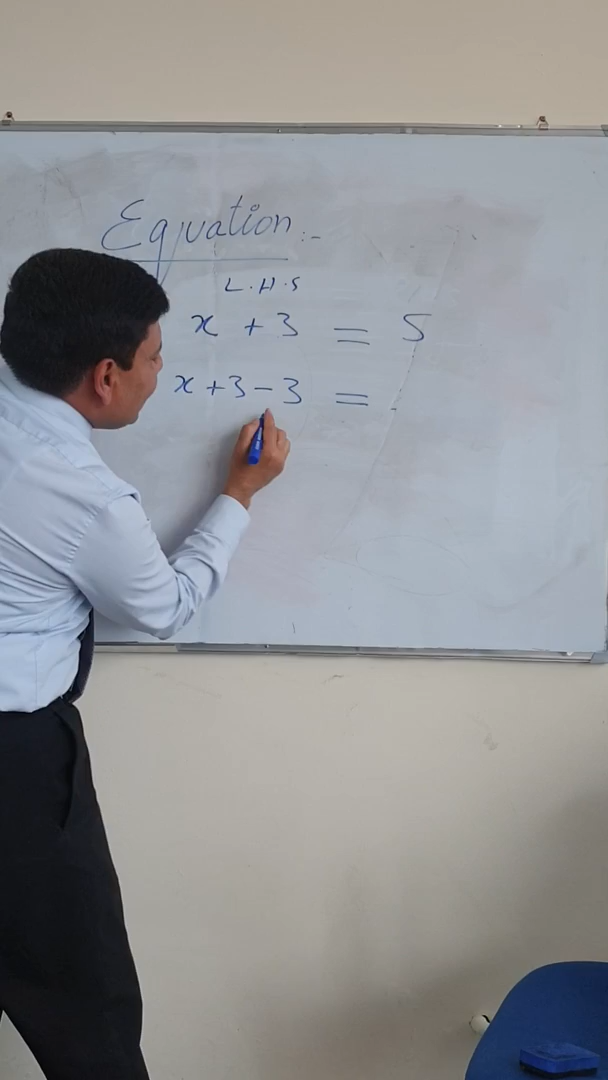 Equation :-
L.H.S
x + 3 = 5
x + 3 - 3 =